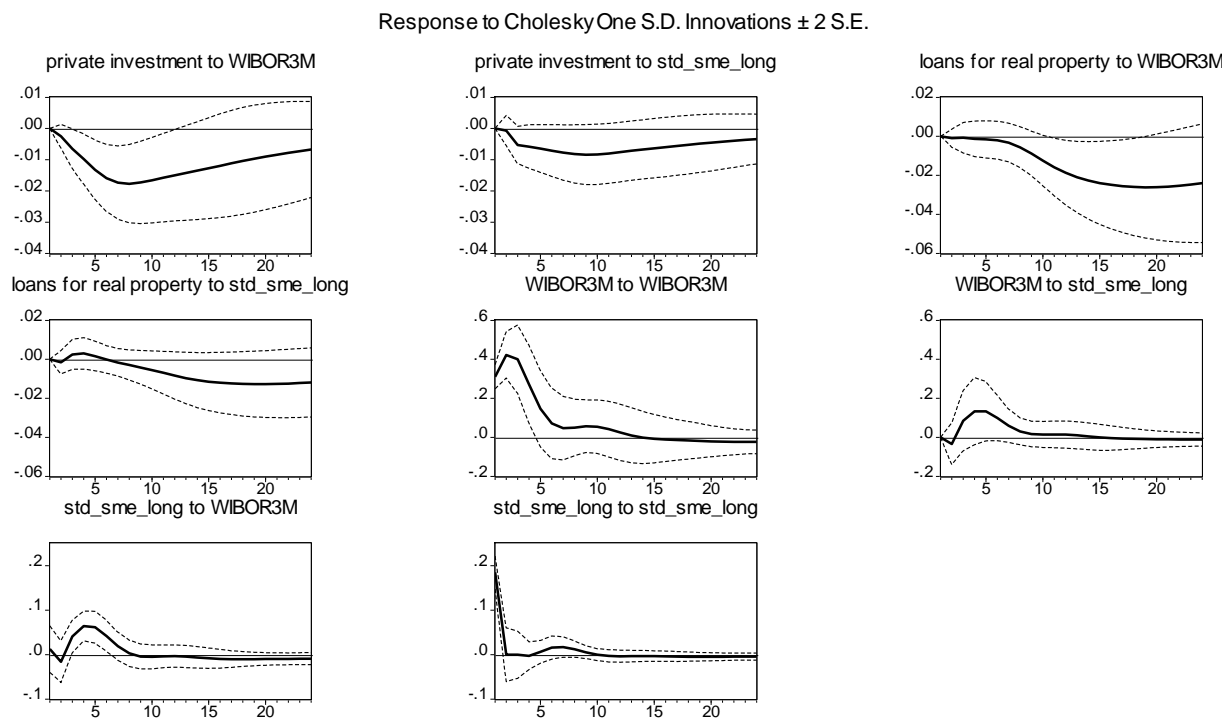 Response to Cholesky One S.D. Innovations ± 2 S.E.
private investment to WIBOR3M
.01
.00
-.01
-.02
-.03
-.04
5 10 15 20
private investment to std_sme_long
.01
.00
-.01
-.02
-.03
-.04
5 10 15 20
loans for real property to WIBOR3M
.02
.00
-.02
-.04
-.06
5 10 15 20
loans for real property to std_sme_long
.02
.00
-.02
-.04
-.06
5 10 15 20
WIBOR3M to WIBOR3M
.6
.4
.2
.0
-.2
5 10 15 20
WIBOR3M to std_sme_long
.6
.4
.2
.0
-.2
5 10 15 20
std_sme_long to WIBOR3M
.2
.1
.0
-.1
5 10 15 20
std_sme_long to std_sme_long
.2
.1
.0
-.1
5 10 15 20